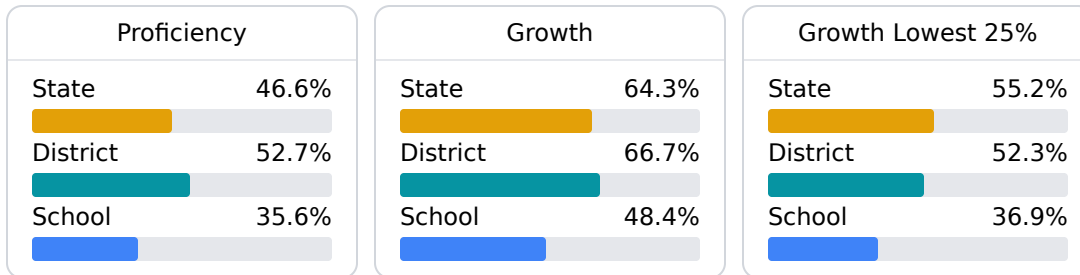 Proficiency
State 46.6%
District 52.7%
School 35.6%
Growth
State 64.3%
District 66.7%
School 48.4%
Growth Lowest 25%
State 55.2%
District 52.3%
School 36.9%